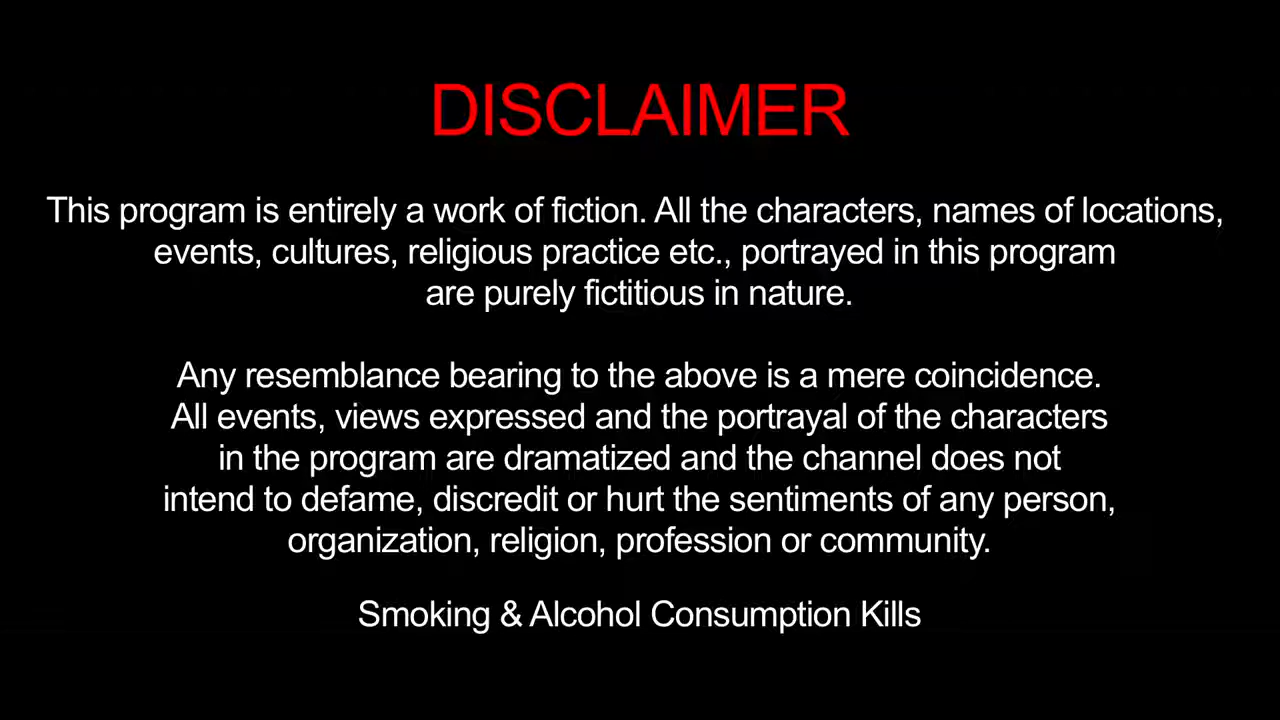 DISCLAIMER
This program is entirely a work of fiction. All the characters, names of locations,
events, cultures, religious practice etc., portrayed in this program
are purely fictitious in nature.
Any resemblance bearing to the above is a mere coincidence.
All events, views expressed and the portrayal of the characters
in the program are dramatized and the channel does not
intend to defame, discredit or hurt the sentiments of any person,
organization, religion, profession or community.
Smoking & Alcohol Consumption Kills